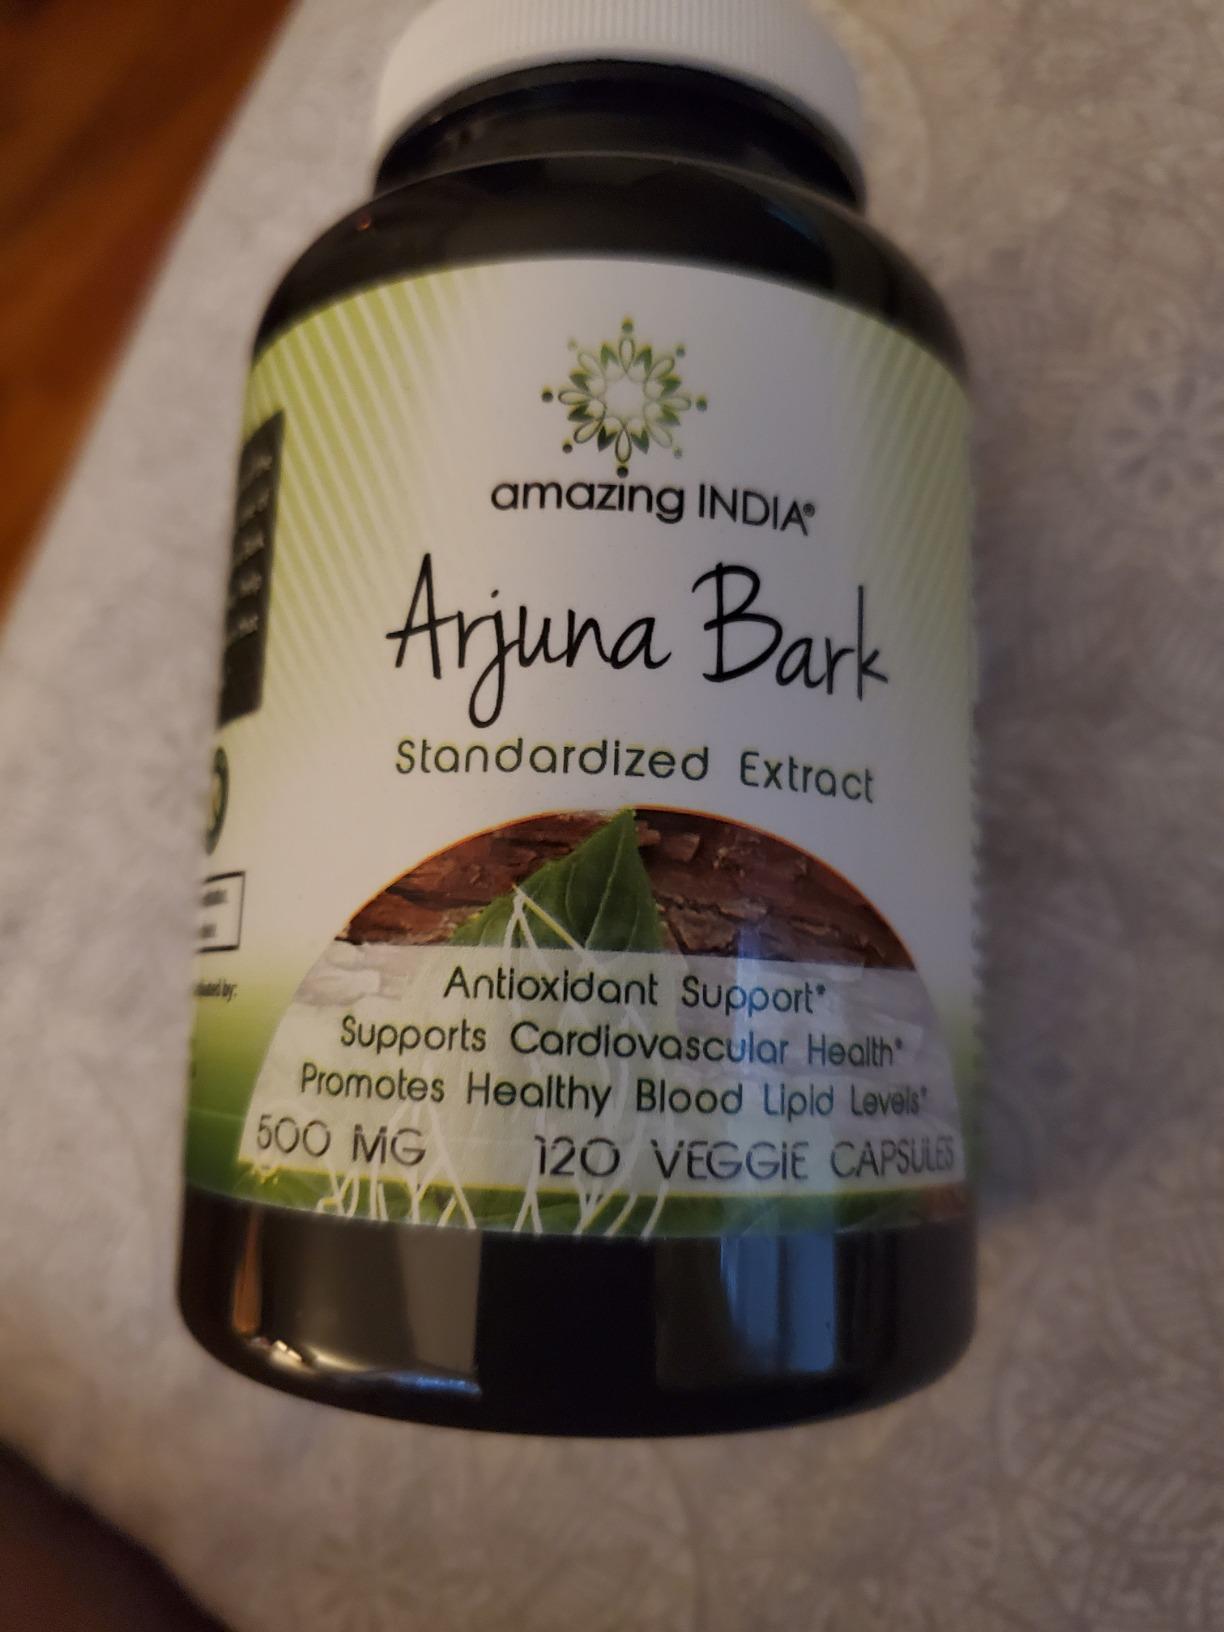 amazing INDIA®
Arjuna Bark
Standardized Extract
Antioxidant Support*
Supports Cardiovascular Health*
Promotes Healthy Blood Lipid Levels*
500 MG 120 VEGGIE CAPSULES
by: